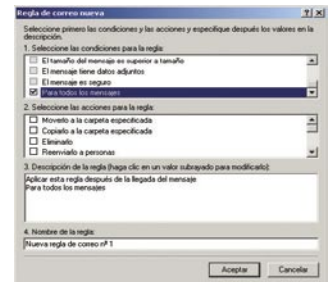 Regla de correo nueva
Seleccione primero las condiciones y las acciones y especifique después los valores en la
descripción.
1. Seleccione las condiciones para la regla:
El tamaño del mensaje es superior a tamaño
El mensaje tiene datos adjuntos
El mensaje es seguro
Para todos los mensajes
2. Seleccione las acciones para la regla:
Moverlo a la carpeta especificada
Copiarlo a la carpeta especificada
Eliminarlo
Reenviarlo a personas
3. Descripción de la regla (haga clic en un valor subrayado para modificarlo):
Aplicar esta regla después de la llegada del mensaje
Para todos los mensajes
4. Nombre de la regla:
Nueva regla de correo nº 1
Aceptar Cancelar